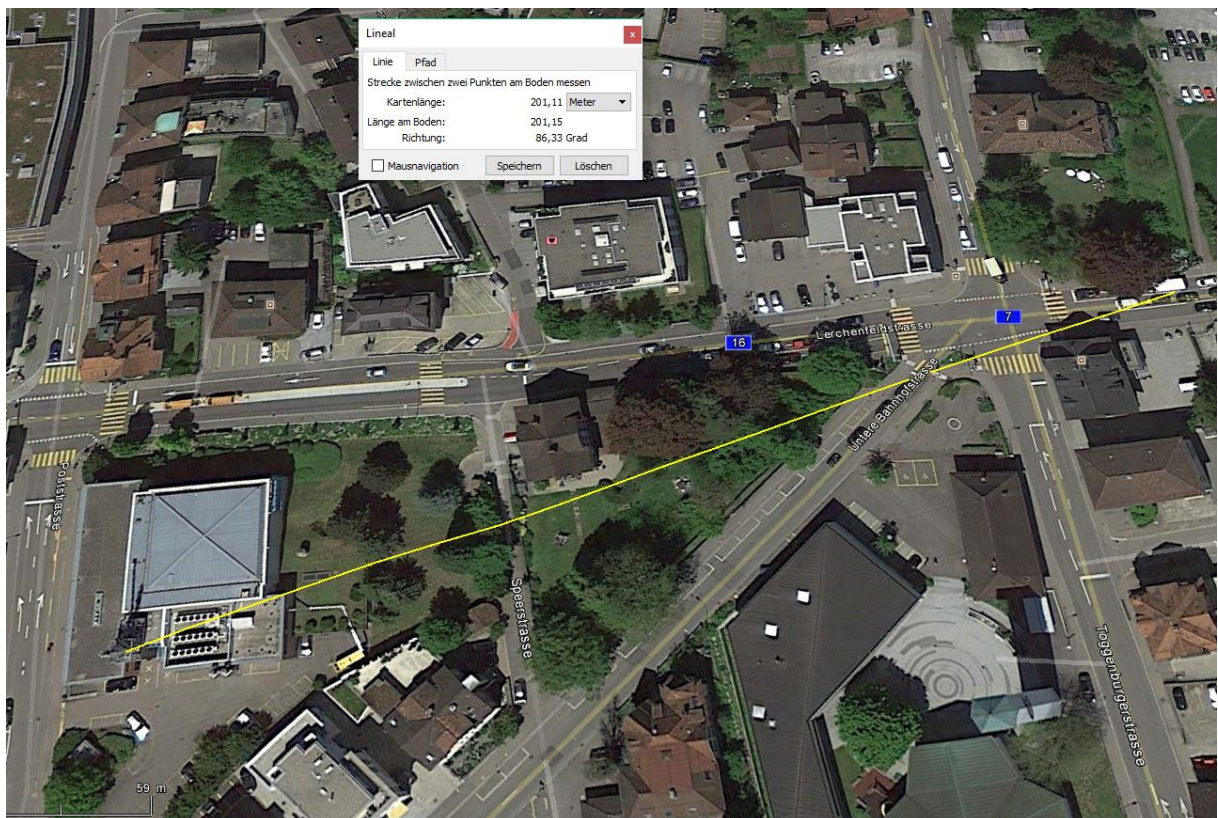 Lineal
x
Linie
Pfad
Strecke zwischen zwei Punkten am Boden messen
Kartenlänge:
201,11
Meter
Länge am Boden:
201,15
Richtung:
86,33 Grad
Mausnavigation
Speichern
Löschen
7
Lerchenfeldstrasse
16
Untere Bahnhofstrasse
Poststrasse
Speerstrasse
Toggenburgerstrasse
59 m